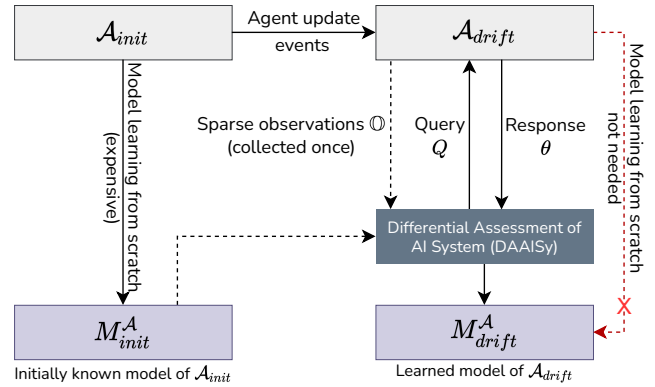 𝒜_init
Agent update
events
𝒜_drift
Model learning from scratch
(expensive)
Sparse observations 𝕆
(collected once)
Query
Q
Response
θ
Model learning from scratch
not needed
Differential Assessment of
AI System (DAAISy)
X
M^𝒜_init
M^𝒜_drift
Initially known model of 𝒜_init
Learned model of 𝒜_drift